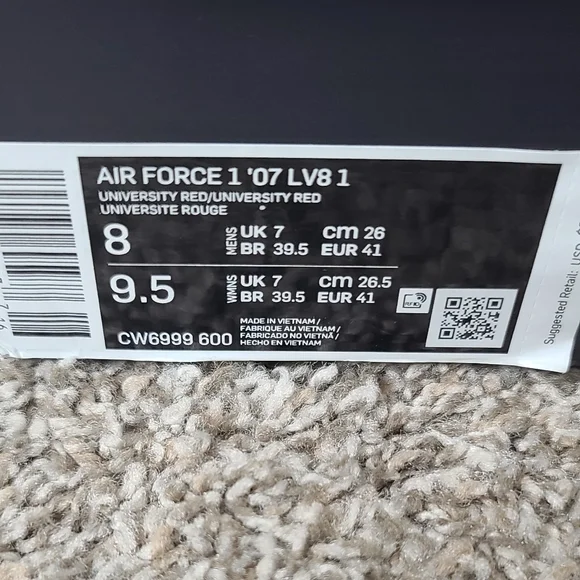 AIR FORCE 1 '07 LV8 1
UNIVERSITY RED/UNIVERSITY RED
UNIVERSITE ROUGE
8 MENS UK 7 cm 26
BR 39.5 EUR 41
9.5 WMNS UK 7 cm 26.5
BR 39.5 EUR 41
CW6999 600
MADE IN VIETNAM /
FABRIQUE AU VIETNAM /
FABRICADO NO VIETNÃ /
HECHO EN VIETNAM
Suggested Retail: USD